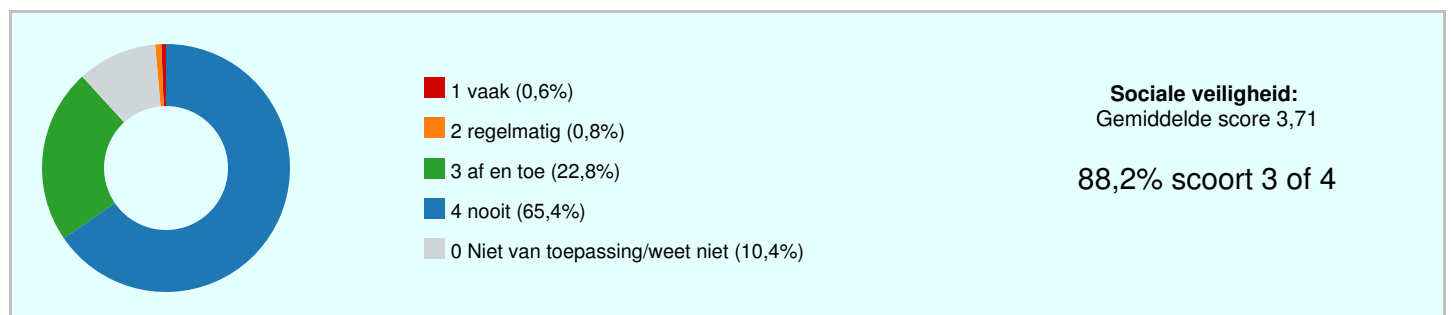 1 vaak (0,6%)
2 regelmatig (0,8%)
3 af en toe (22,8%)
4 nooit (65,4%)
0 Niet van toepassing/weet niet (10,4%)
Sociale veiligheid:
Gemiddelde score 3,71
88,2% scoort 3 of 4